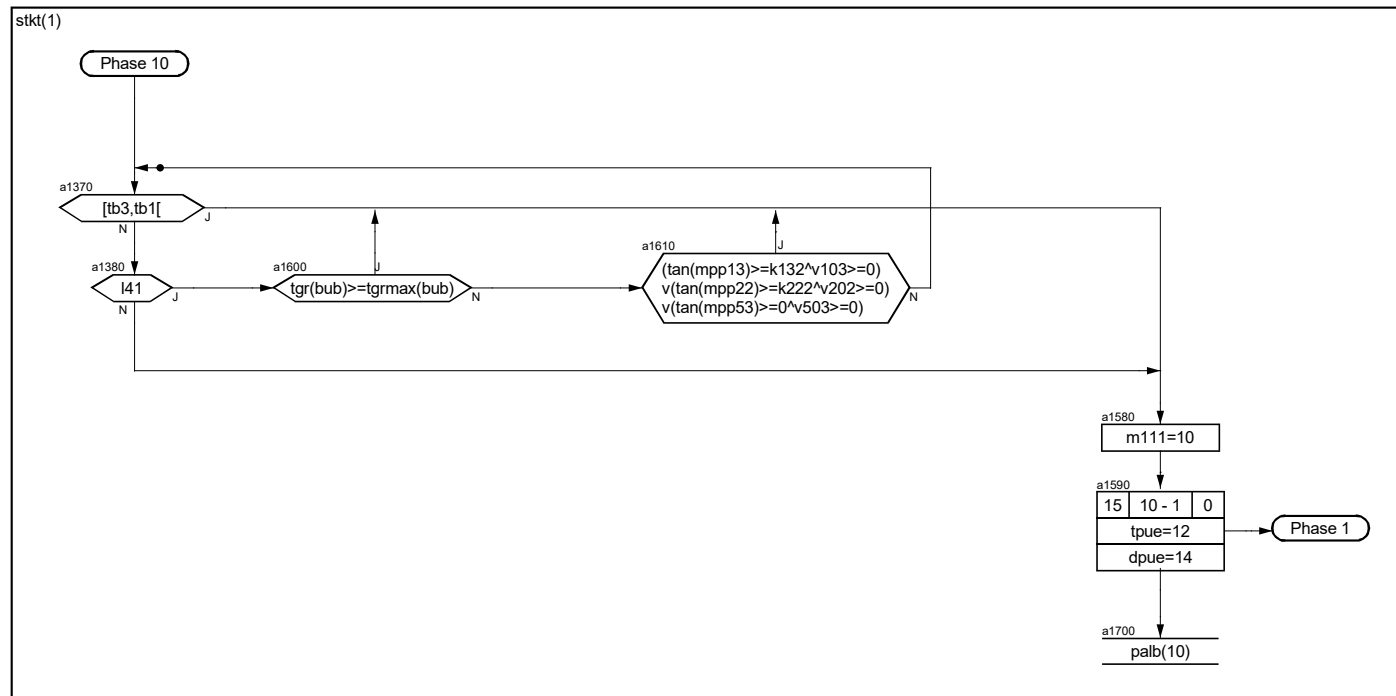 stkt(1)
Phase 10
a1370
[tb3,tb1[
J
N
a1380
l41
J
N
a1600
J
tgr(bub)>=tgrmax(bub)
N
a1610
J
(tan(mpp13)>=k132^v103>=0)
v(tan(mpp22)>=k222^v202>=0)
v(tan(mpp53)>=0^v503>=0)
N
a1580
m111=10
a1590
15 10 - 1 0
tpue=12
dpue=14
Phase 1
a1700
palb(10)